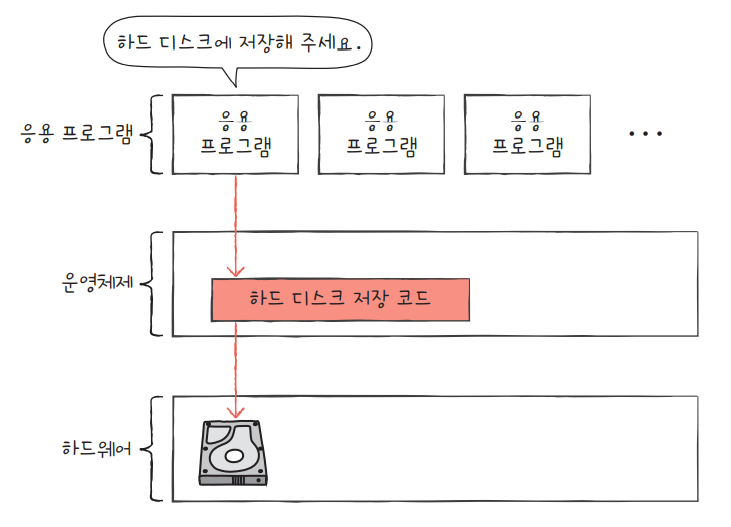 하드 디스크에 저장해 주세요.
응용 프로그램
응용
프로그램
응용
프로그램
응용
프로그램
...
운영체제
하드 디스크 저장 코드
하드웨어